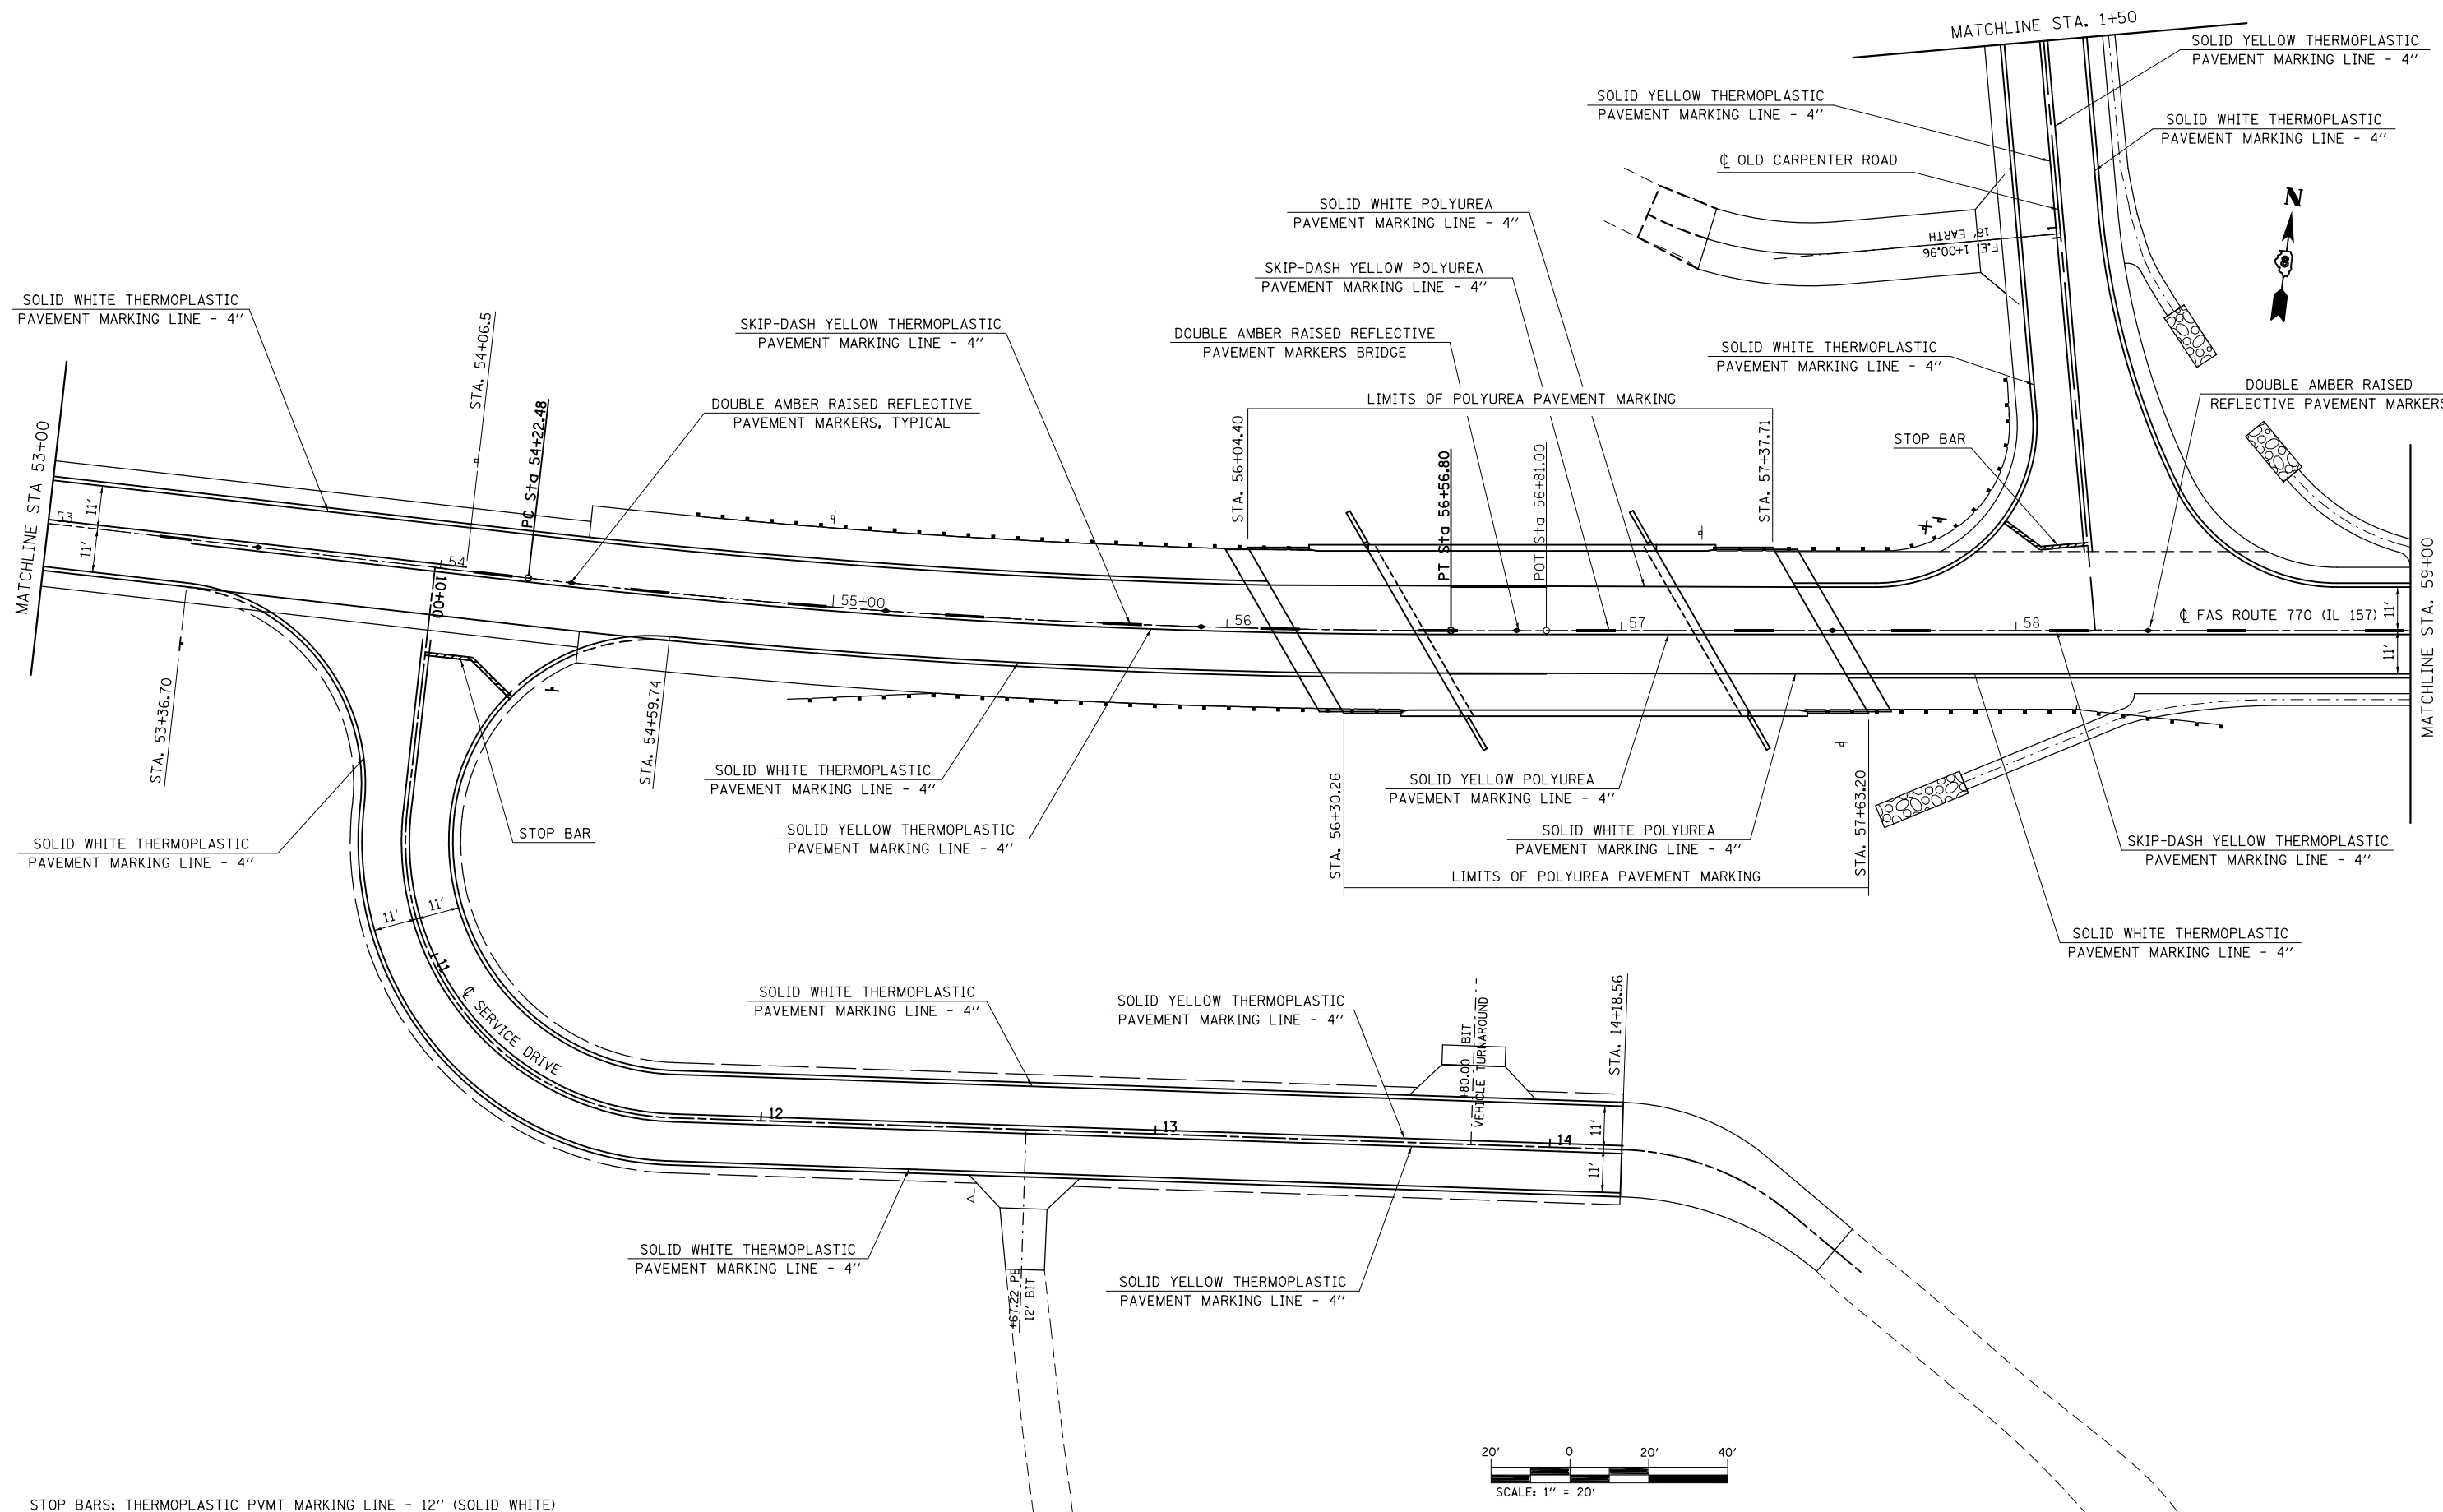 MATCHLINE STA. 1+50
SOLID YELLOW THERMOPLASTIC
PAVEMENT MARKING LINE - 4''
SOLID YELLOW THERMOPLASTIC
PAVEMENT MARKING LINE - 4''
SOLID WHITE THERMOPLASTIC
PAVEMENT MARKING LINE - 4''
℄ OLD CARPENTER ROAD
N
8
SOLID WHITE POLYUREA
PAVEMENT MARKING LINE - 4''
16' EARTH
F.E. 1+00.96
1
SKIP-DASH YELLOW POLYUREA
PAVEMENT MARKING LINE - 4''
SOLID WHITE THERMOPLASTIC
PAVEMENT MARKING LINE - 4''
STA. 54+06.5
SKIP-DASH YELLOW THERMOPLASTIC
PAVEMENT MARKING LINE - 4''
DOUBLE AMBER RAISED REFLECTIVE
PAVEMENT MARKERS BRIDGE
SOLID WHITE THERMOPLASTIC
PAVEMENT MARKING LINE - 4''
DOUBLE AMBER RAISED
REFLECTIVE PAVEMENT MARKERS
DOUBLE AMBER RAISED REFLECTIVE
PAVEMENT MARKERS, TYPICAL
LIMITS OF POLYUREA PAVEMENT MARKING
STOP BAR
MATCHLINE STA 53+00
PC Sta 54+22.48
STA. 56+04.40
PT Sta 56+56.80
POT Sta 56+81.00
STA. 57+37.71
MATCHLINE STA. 59+00
53
11'
11'
54
10+00
55+00
56
57
58
℄ FAS ROUTE 770 (IL 157)
11'
11'
STA. 53+36.70
STA. 54+59.74
SOLID WHITE THERMOPLASTIC
PAVEMENT MARKING LINE - 4''
SOLID YELLOW POLYUREA
PAVEMENT MARKING LINE - 4''
STA. 56+30.26
STA. 57+63.20
SOLID WHITE THERMOPLASTIC
PAVEMENT MARKING LINE - 4''
STOP BAR
SOLID YELLOW THERMOPLASTIC
PAVEMENT MARKING LINE - 4''
SOLID WHITE POLYUREA
PAVEMENT MARKING LINE - 4''
SKIP-DASH YELLOW THERMOPLASTIC
PAVEMENT MARKING LINE - 4''
LIMITS OF POLYUREA PAVEMENT MARKING
11'
11'
SOLID WHITE THERMOPLASTIC
PAVEMENT MARKING LINE - 4''
11
℄ SERVICE DRIVE
SOLID WHITE THERMOPLASTIC
PAVEMENT MARKING LINE - 4''
SOLID YELLOW THERMOPLASTIC
PAVEMENT MARKING LINE - 4''
+80.00 BIT
VEHICLE TURNAROUND
STA. 14+18.56
12
13
14
11'
11'
SOLID WHITE THERMOPLASTIC
PAVEMENT MARKING LINE - 4''
+67.22 PE
12' BIT
SOLID YELLOW THERMOPLASTIC
PAVEMENT MARKING LINE - 4''
20' 0 20' 40'
SCALE: 1'' = 20'
STOP BARS: THERMOPLASTIC PVMT MARKING LINE - 12'' (SOLID WHITE)